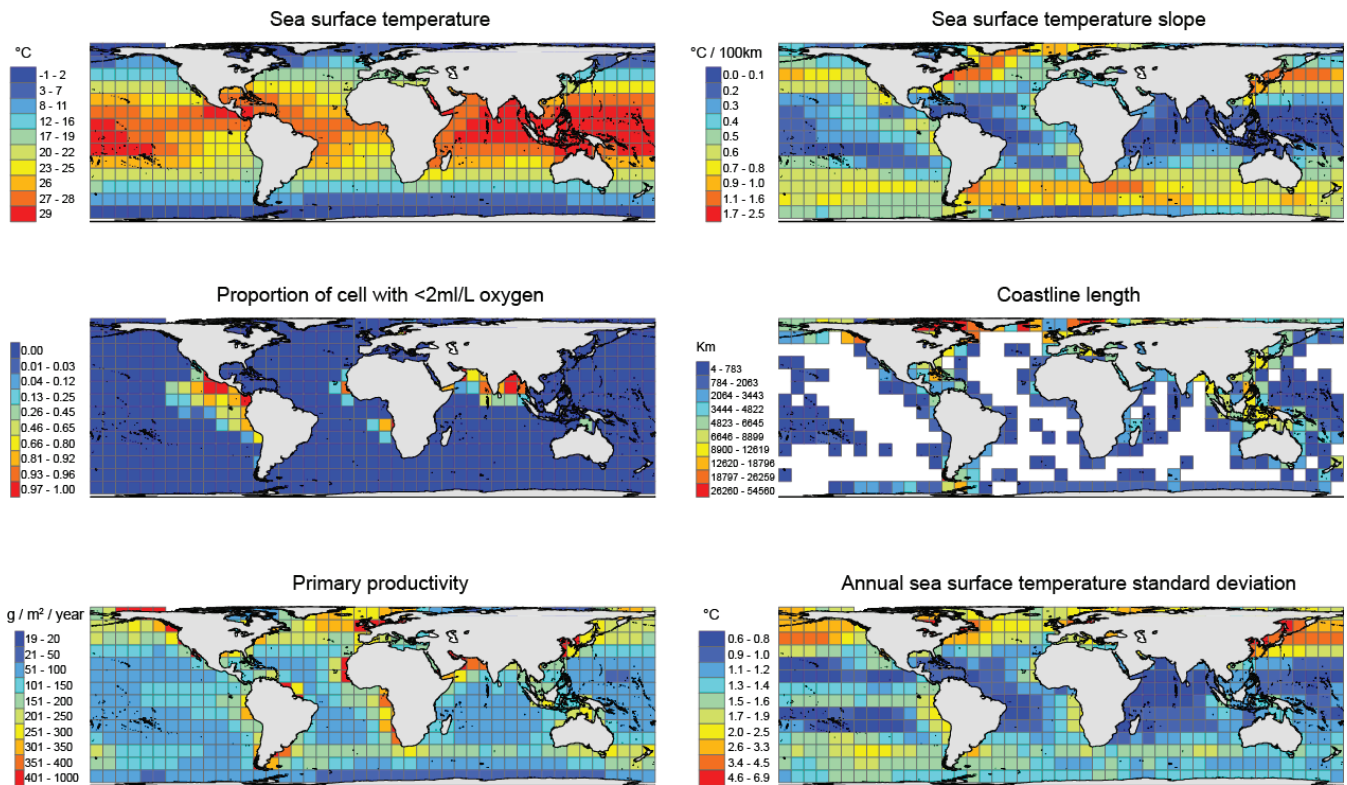 Sea surface temperature
°C
-1 - 2
3 - 7
8 - 11
12 - 16
17 - 19
20 - 22
23 - 25
26
27 - 28
29
Sea surface temperature slope
°C / 100km
0.0 - 0.1
0.2
0.3
0.4
0.5
0.6
0.7 - 0.8
0.9 - 1.0
1.1 - 1.6
1.7 - 2.5
Proportion of cell with <2ml/L oxygen
0.00
0.01 - 0.03
0.04 - 0.12
0.13 - 0.25
0.26 - 0.45
0.46 - 0.65
0.66 - 0.80
0.81 - 0.92
0.93 - 0.96
0.97 - 1.00
Coastline length
Km
4 - 783
784 - 2063
2064 - 3443
3444 - 4822
4823 - 6645
6646 - 8899
8900 - 12619
12620 - 18796
18797 - 26259
26260 - 54560
Primary productivity
g / m² / year
19 - 20
21 - 50
51 - 100
101 - 150
151 - 200
201 - 250
251 - 300
301 - 350
351 - 400
401 - 1000
Annual sea surface temperature standard deviation
°C
0.6 - 0.8
0.9 - 1.0
1.1 - 1.2
1.3 - 1.4
1.5 - 1.6
1.7 - 1.9
2.0 - 2.5
2.6 - 3.3
3.4 - 4.5
4.6 - 6.9